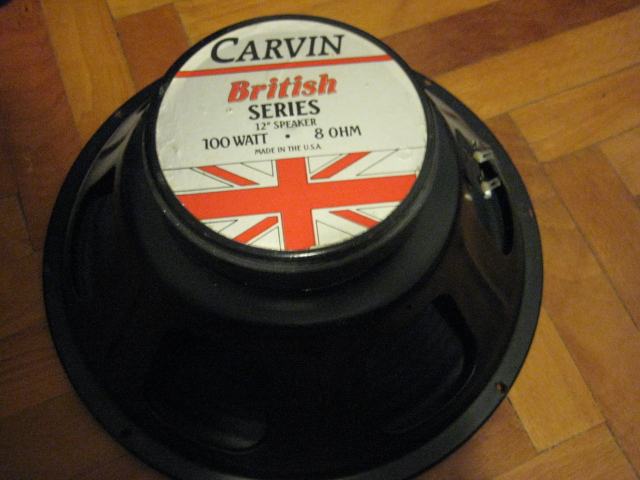 CARVIN
British
SERIES
12" SPEAKER
100 WATT • 8 OHM
MADE IN THE U.S.A.